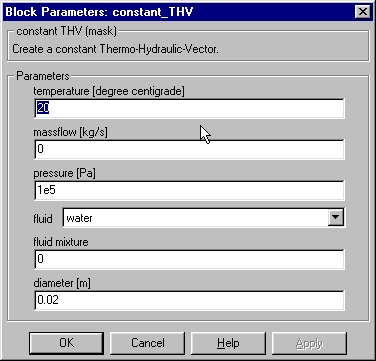 Block Parameters: constant_THV
constant THV (mask)
Create a constant Thermo-Hydraulic-Vector.
Parameters
temperature [degree centigrade]
20
massflow [kg/s]
0
pressure [Pa]
1e5
fluid water
fluid mixture
0
diameter [m]
0.02
OK Cancel Help Apply